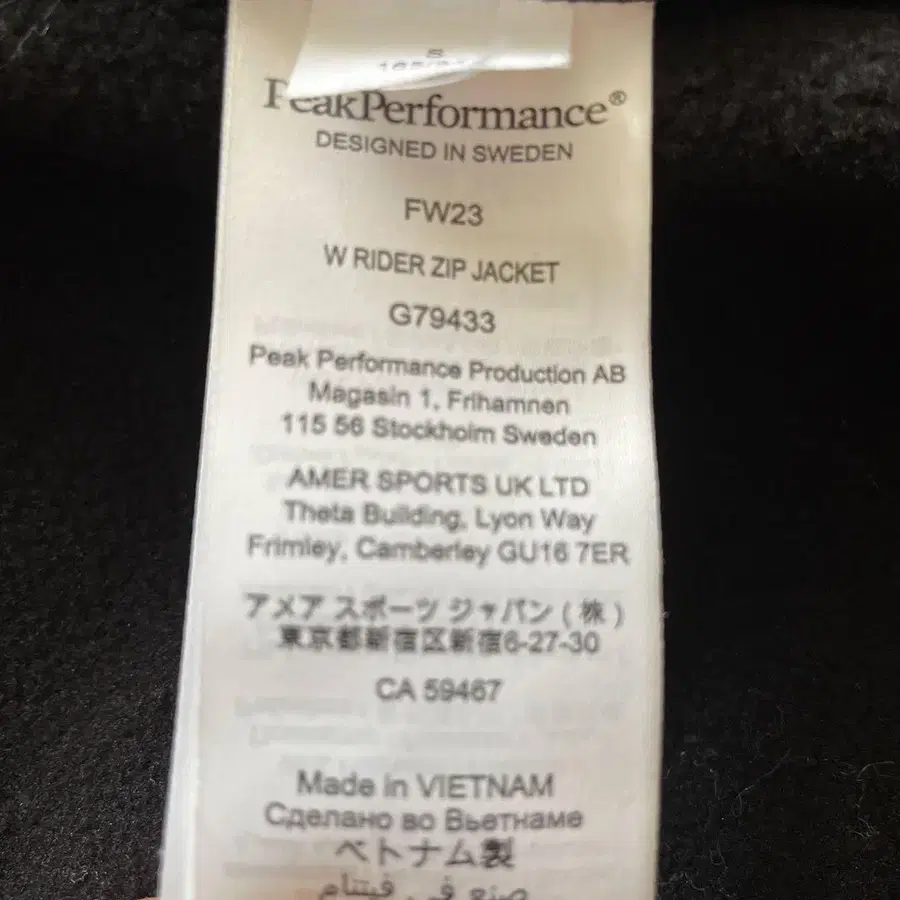 S
PeakPerformance®
DESIGNED IN SWEDEN
FW23
W RIDER ZIP JACKET
G79433
Peak Performance Production AB
Magasin 1, Frihamnen
115 56 Stockholm Sweden
AMER SPORTS UK LTD
Theta Building, Lyon Way
Frimley, Camberley GU16 7ER
アメア スポーツ ジャパン (株)
東京都新宿区新宿6-27-30
CA 59467
Made in VIETNAM
Сделано во Вьетнаме
ベトナム製
صنع في فيتنام